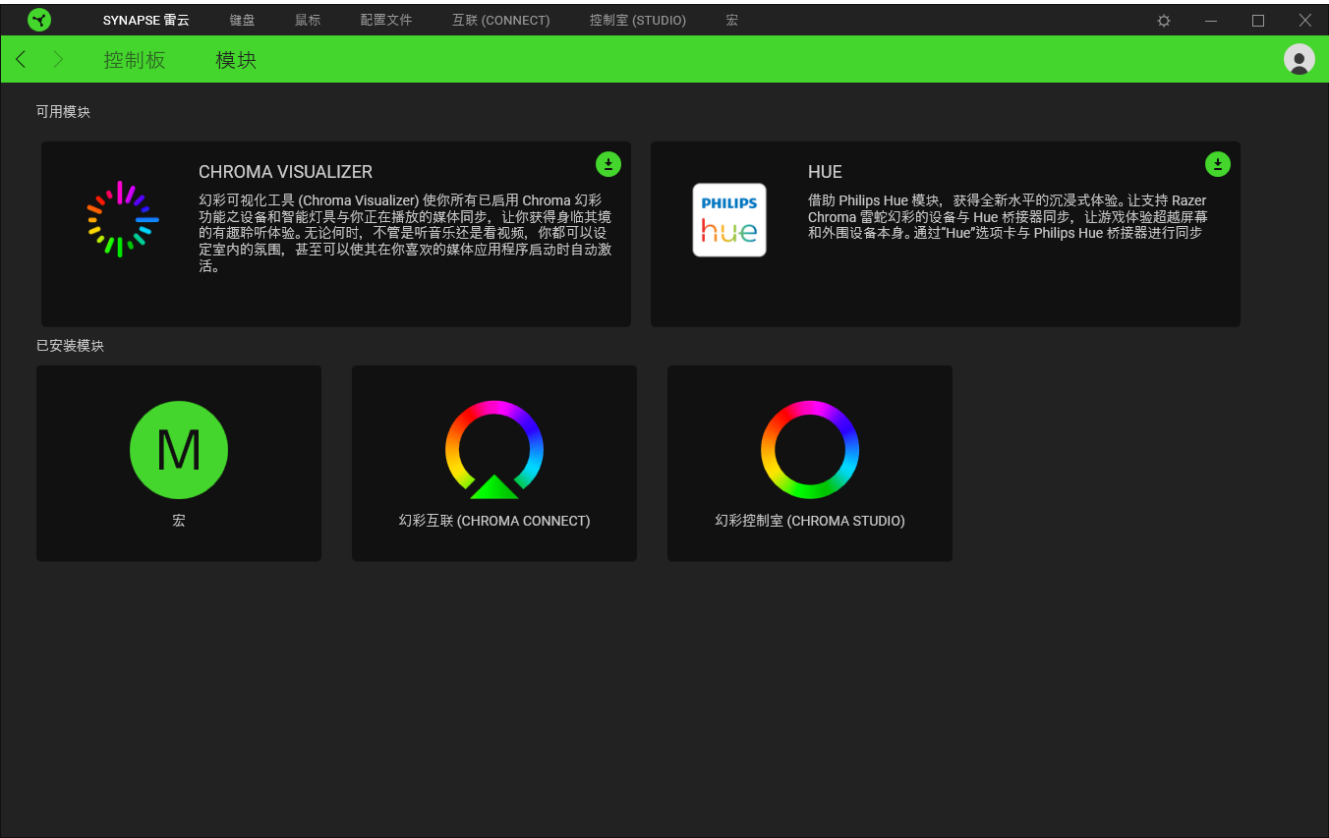 SYNAPSE 雷云 键盘 鼠标 配置文件 互联 (CONNECT) 控制室 (STUDIO) 宏
控制板 模块
可用模块
CHROMA VISUALIZER
幻彩可视化工具 (Chroma Visualizer) 使你所有已启用 Chroma 幻彩
功能之设备和智能灯具与你正在播放的媒体同步，让你获得身临其境
的有趣聆听体验。无论何时，不管是听音乐还是看视频，你都可以设
定室内的氛围，甚至可以使其在你喜欢的媒体应用程序启动时自动激
活。
PHILIPS
hue
HUE
借助 Philips Hue 模块，获得全新水平的沉浸式体验。让支持 Razer
Chroma 雷蛇幻彩的设备与 Hue 桥接器同步，让游戏体验超越屏幕
和外围设备本身。通过"Hue"选项卡与 Philips Hue 桥接器进行同步
已安装模块
M
宏
幻彩互联 (CHROMA CONNECT)
幻彩控制室 (CHROMA STUDIO)